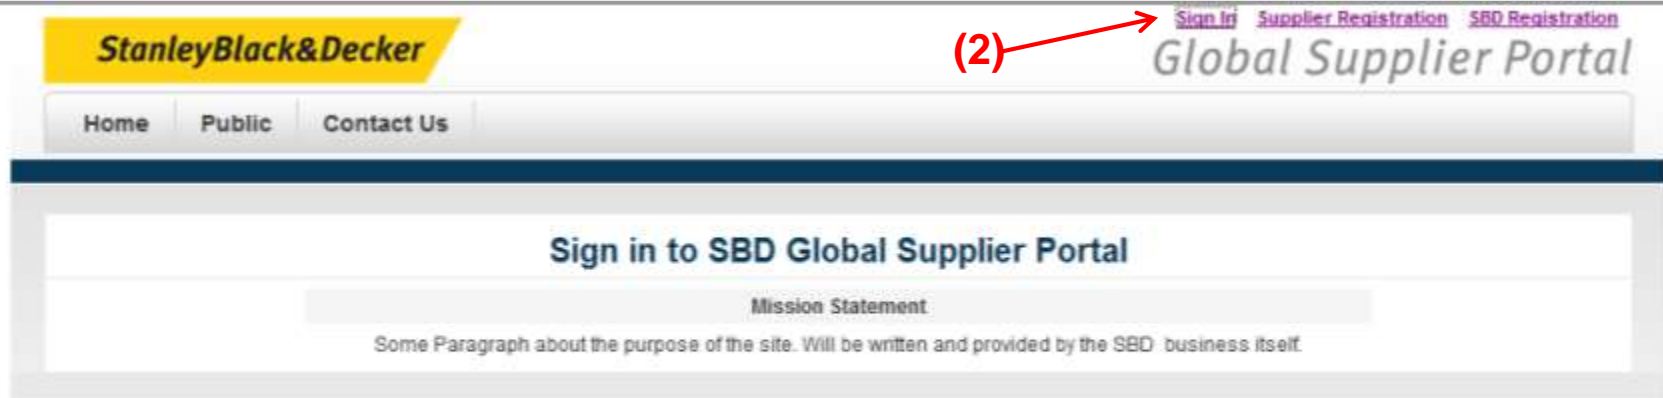 Sign In Supplier Registration SBD Registration
StanleyBlack&Decker
(2)
Global Supplier Portal
Home Public Contact Us
Sign in to SBD Global Supplier Portal
Mission Statement
Some Paragraph about the purpose of the site. Will be written and provided by the SBD business itself.